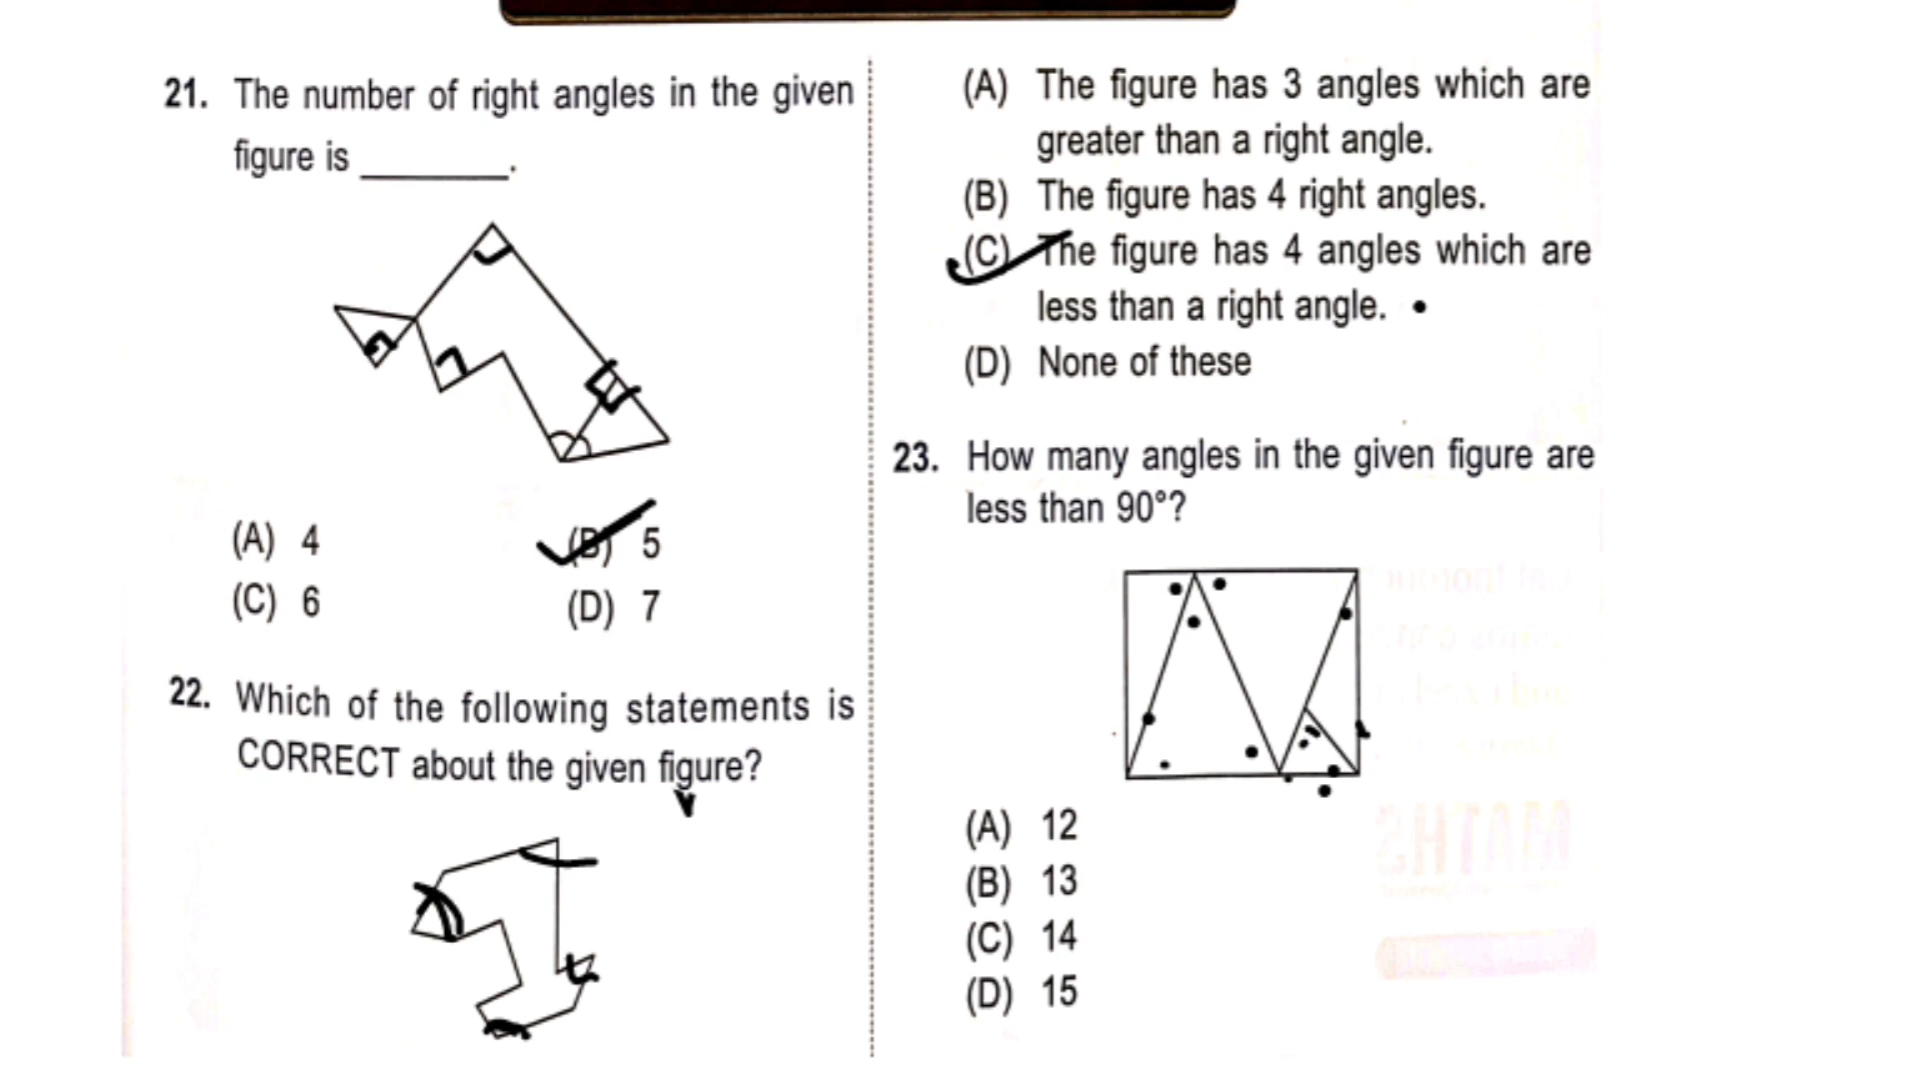 21. The number of right angles in the given
figure is ________.
(A) 4
(B) 5
(C) 6
(D) 7
22. Which of the following statements is
CORRECT about the given figure?
(A) The figure has 3 angles which are
greater than a right angle.
(B) The figure has 4 right angles.
(C) The figure has 4 angles which are
less than a right angle.
(D) None of these
23. How many angles in the given figure are
less than 90°?
(A) 12
(B) 13
(C) 14
(D) 15